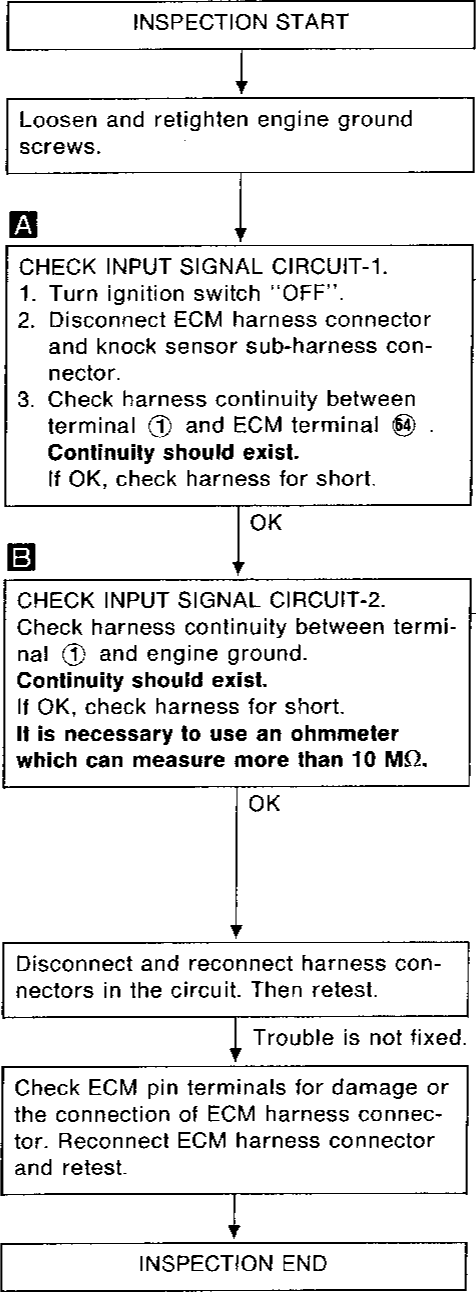 INSPECTION START
Loosen and retighten engine ground
screws.
A
CHECK INPUT SIGNAL CIRCUIT-1.
1. Turn ignition switch "OFF".
2. Disconnect ECM harness connector
and knock sensor sub-harness con-
nector.
3. Check harness continuity between
terminal ① and ECM terminal 64 .
Continuity should exist.
If OK, check harness for short.
OK
B
CHECK INPUT SIGNAL CIRCUIT-2.
Check harness continuity between termi-
nal ① and engine ground.
Continuity should exist.
If OK, check harness for short.
It is necessary to use an ohmmeter
which can measure more than 10 MΩ.
OK
Disconnect and reconnect harness con-
nectors in the circuit. Then retest.
Trouble is not fixed.
Check ECM pin terminals for damage or
the connection of ECM harness connec-
tor. Reconnect ECM harness connector
and retest.
INSPECTION END